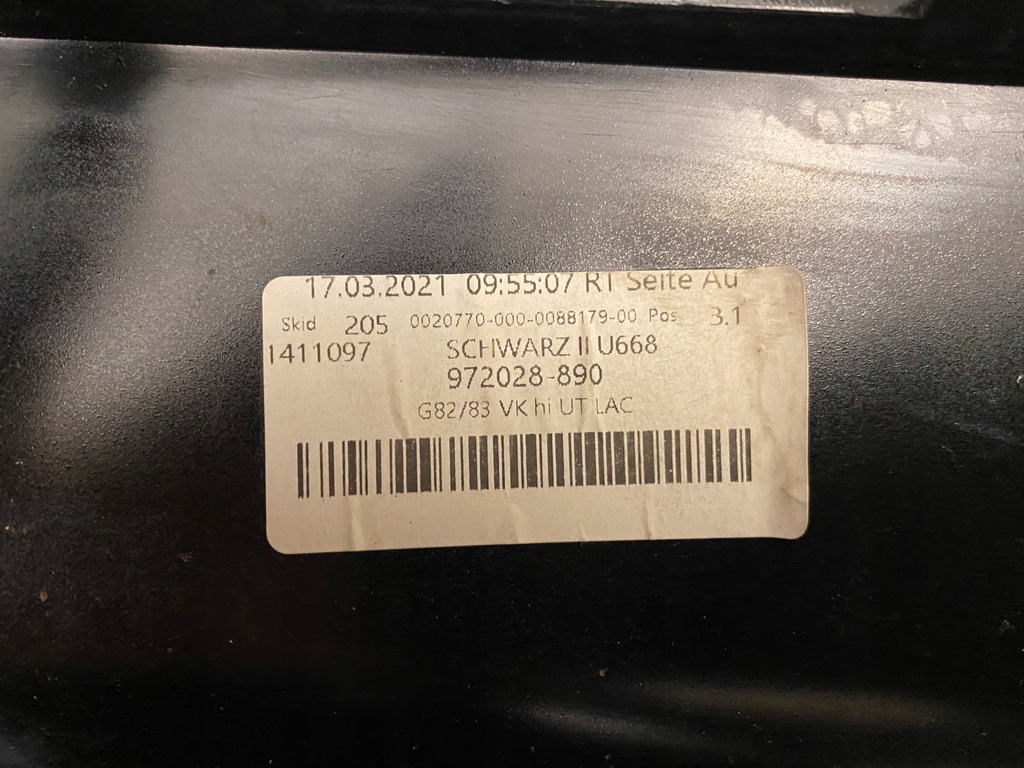 17.03.2021 09:55:07 RT Seite Au
Skid 205 0020770-000-0088179-00 Pos 3.1
1411097 SCHWARZ II U668
972028-890
G82/83 VK hi UT LAC